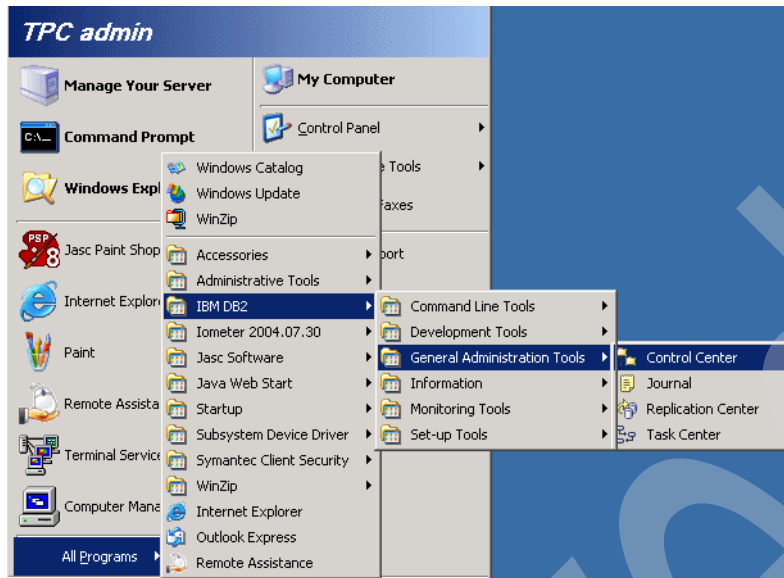 TPC admin
Manage Your Server
Command Prompt
Windows Expl
PSP
8
Jasc Paint Shop
Internet Explor
Paint
Remote Assista
Terminal Service
Computer Mana
All Programs
My Computer
Control Panel
e Tools
axes
port
Windows Catalog
Windows Update
WinZip
Accessories
Administrative Tools
IBM DB2
Iometer 2004.07.30
Jasc Software
Java Web Start
Startup
Subsystem Device Driver
Symantec Client Security
WinZip
Internet Explorer
Outlook Express
Remote Assistance
Command Line Tools
Development Tools
General Administration Tools
Information
Monitoring Tools
Set-up Tools
Control Center
Journal
Replication Center
Task Center